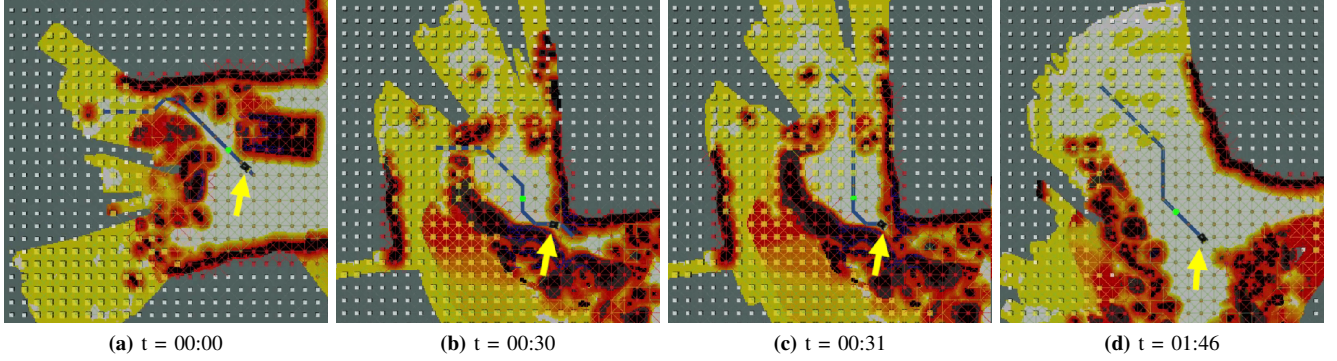 (a) t = 00:00
(b) t = 00:30
(c) t = 00:31
(d) t = 01:46